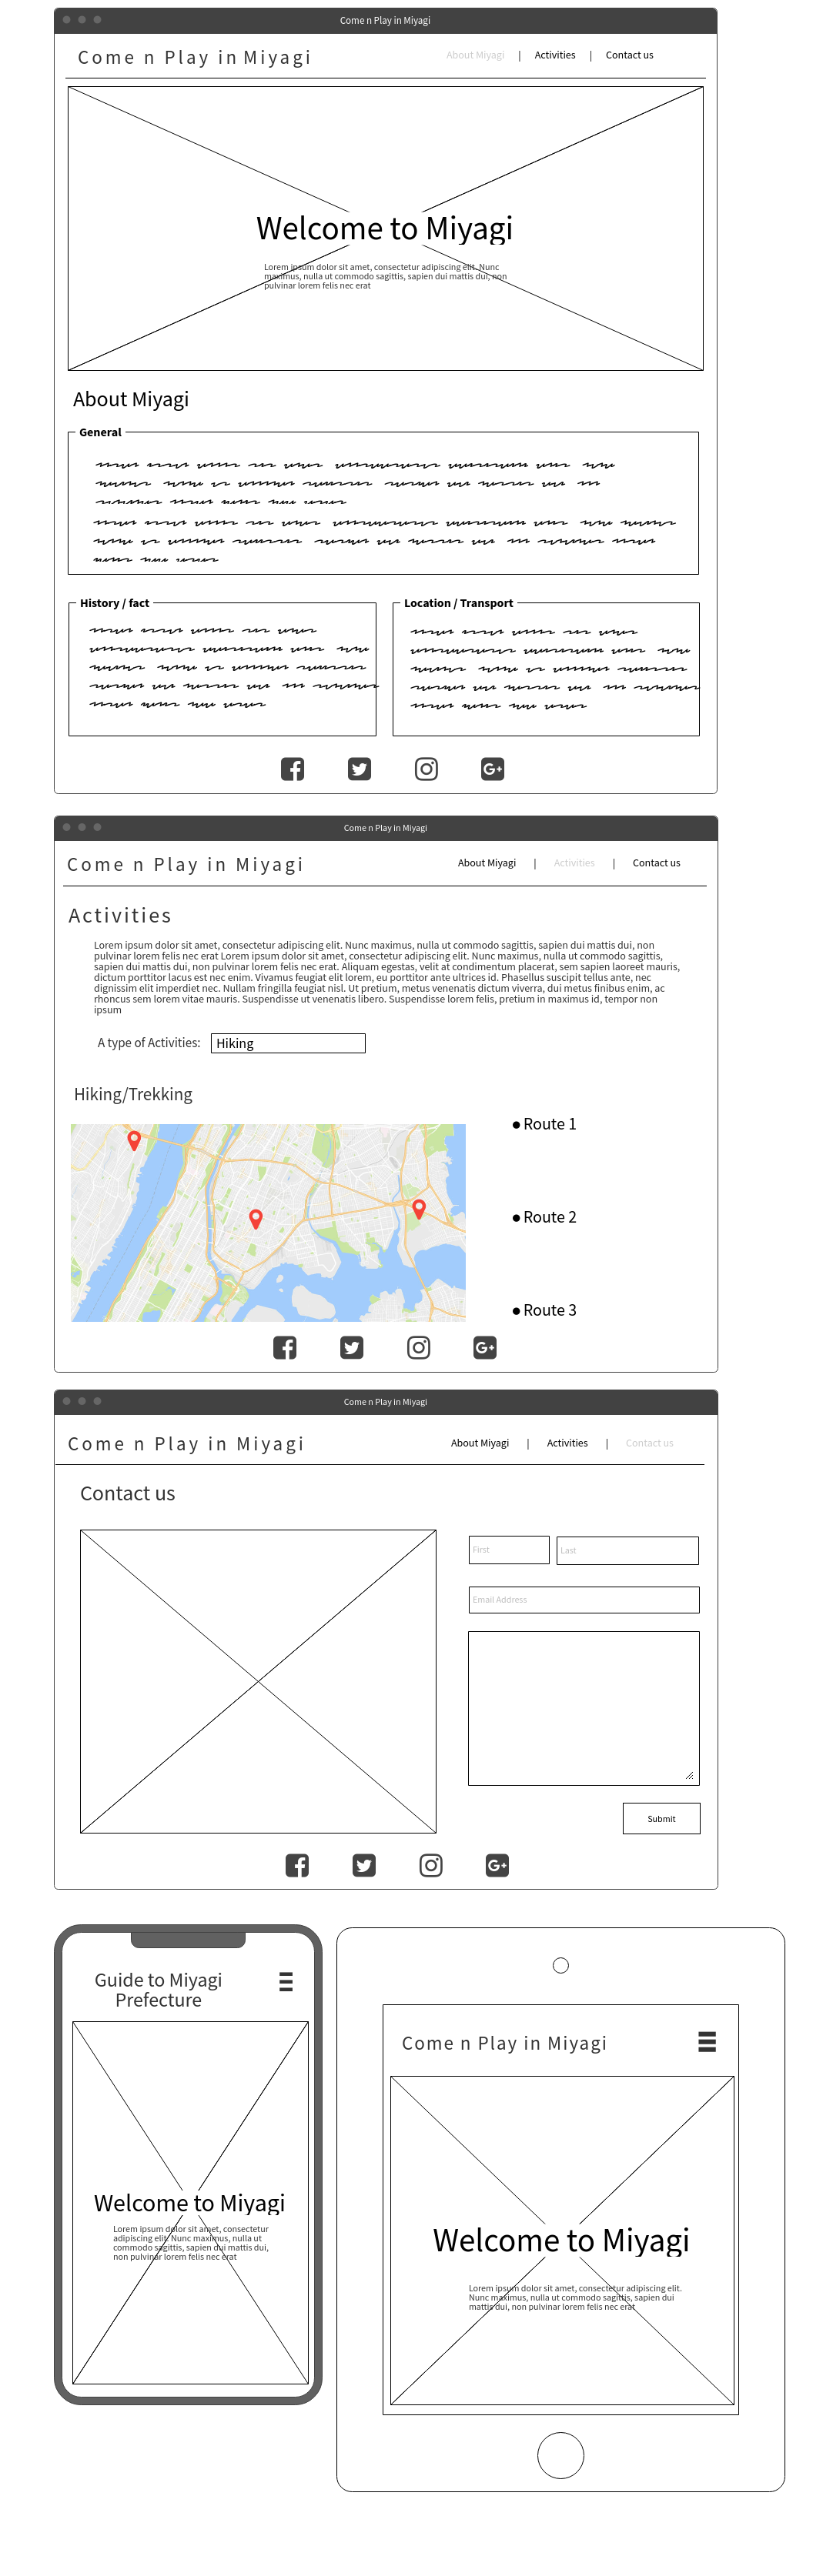 Come n Play in Miyagi
Come n Play in Miyagi
About Miyagi | Activities | Contact us
Welcome to Miyagi
Lorem ipsum dolor sit amet, consectetur adipiscing elit. Nunc
maximus, nulla ut commodo sagittis, sapien dui mattis dui, non
pulvinar lorem felis nec erat
About Miyagi
General
History / fact
Location / Transport
Come n Play in Miyagi
Come n Play in Miyagi
About Miyagi | Activities | Contact us
Activities
Lorem ipsum dolor sit amet, consectetur adipiscing elit. Nunc maximus, nulla ut commodo sagittis, sapien dui mattis dui, non
pulvinar lorem felis nec erat Lorem ipsum dolor sit amet, consectetur adipiscing elit. Nunc maximus, nulla ut commodo sagittis,
sapien dui mattis dui, non pulvinar lorem felis nec erat. Aliquam egestas, velit at condimentum placerat, sem sapien laoreet mauris,
dictum porttitor lacus est nec enim. Vivamus feugiat elit lorem, eu porttitor ante ultrices id. Phasellus suscipit tellus ante, nec
dignissim elit imperdiet nec. Nullam fringilla feugiat nisl. Ut pretium, metus venenatis dictum viverra, dui metus finibus enim, ac
rhoncus sem lorem vitae mauris. Suspendisse ut venenatis libero. Suspendisse lorem felis, pretium in maximus id, tempor non
ipsum
A type of Activities: Hiking
Hiking/Trekking
Route 1
Route 2
Route 3
Come n Play in Miyagi
Come n Play in Miyagi
About Miyagi | Activities | Contact us
Contact us
First
Last
Email Address
Submit
Guide to Miyagi
Prefecture
Welcome to Miyagi
Lorem ipsum dolor sit amet, consectetur
adipiscing elit. Nunc maximus, nulla ut
commodo sagittis, sapien dui mattis dui,
non pulvinar lorem felis nec erat
Come n Play in Miyagi
Welcome to Miyagi
Lorem ipsum dolor sit amet, consectetur adipiscing elit.
Nunc maximus, nulla ut commodo sagittis, sapien dui
mattis dui, non pulvinar lorem felis nec erat